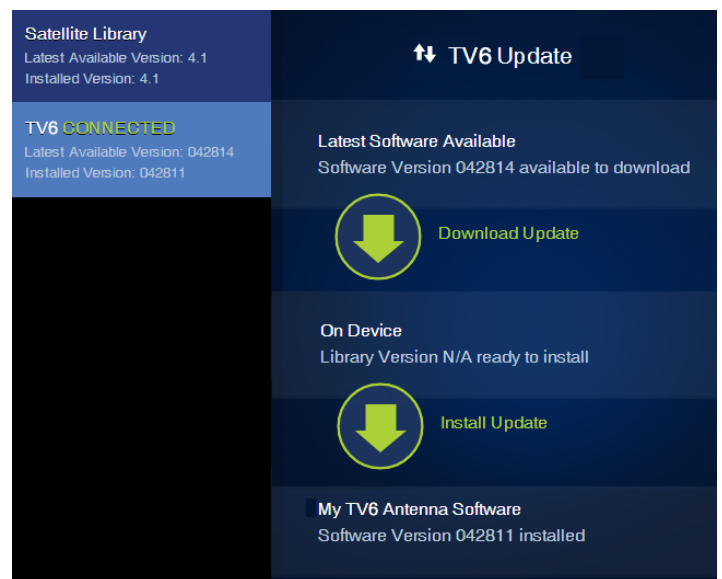 Satellite Library
Latest Available Version: 4.1
Installed Version: 4.1
TV6 CONNECTED
Latest Available Version: 042814
Installed Version: 042811
TV6 Update
Latest Software Available
Software Version 042814 available to download
Download Update
On Device
Library Version N/A ready to install
Install Update
My TV6 Antenna Software
Software Version 042811 installed